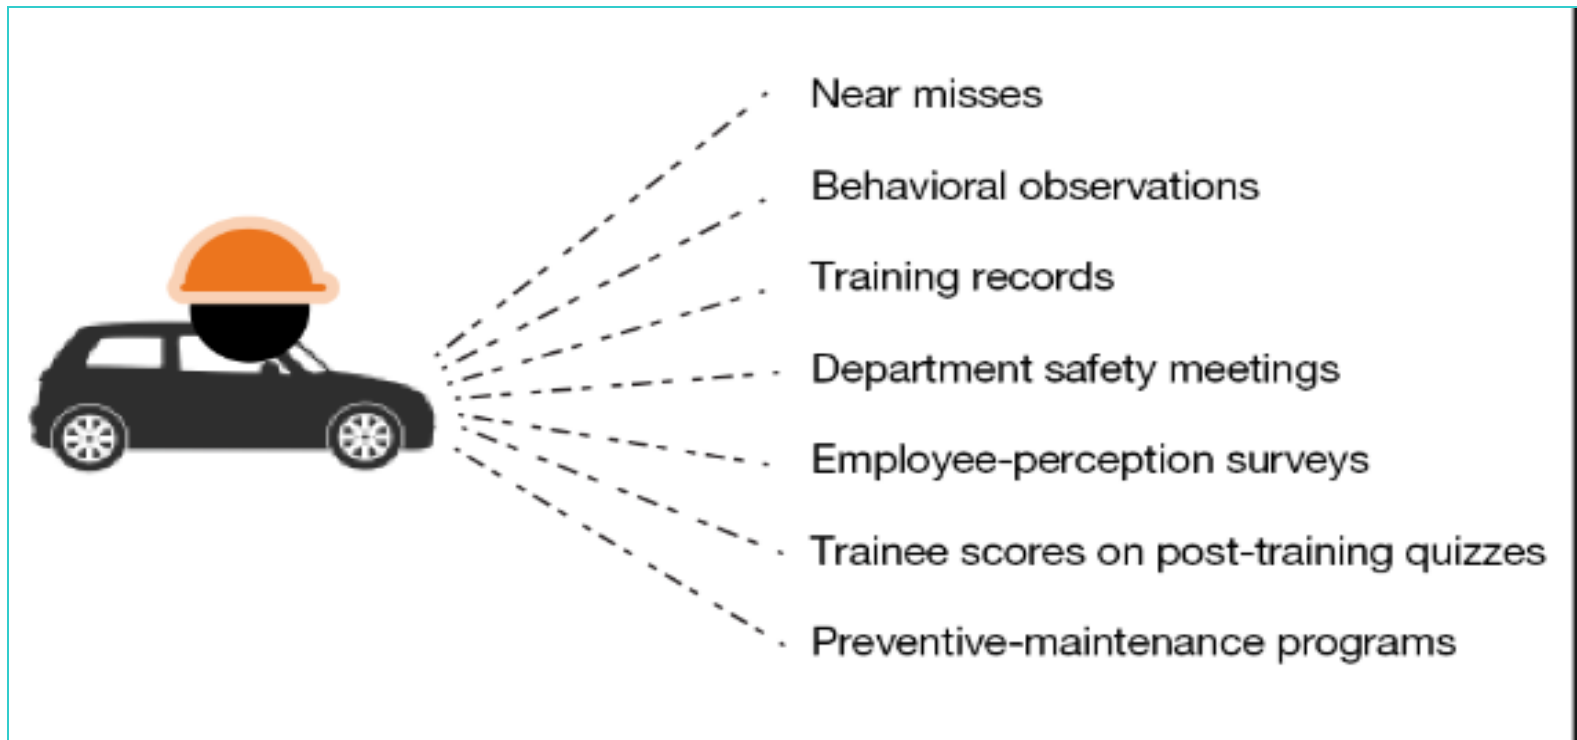 Near misses
Behavioral observations
Training records
Department safety meetings
Employee-perception surveys
Trainee scores on post-training quizzes
Preventive-maintenance programs